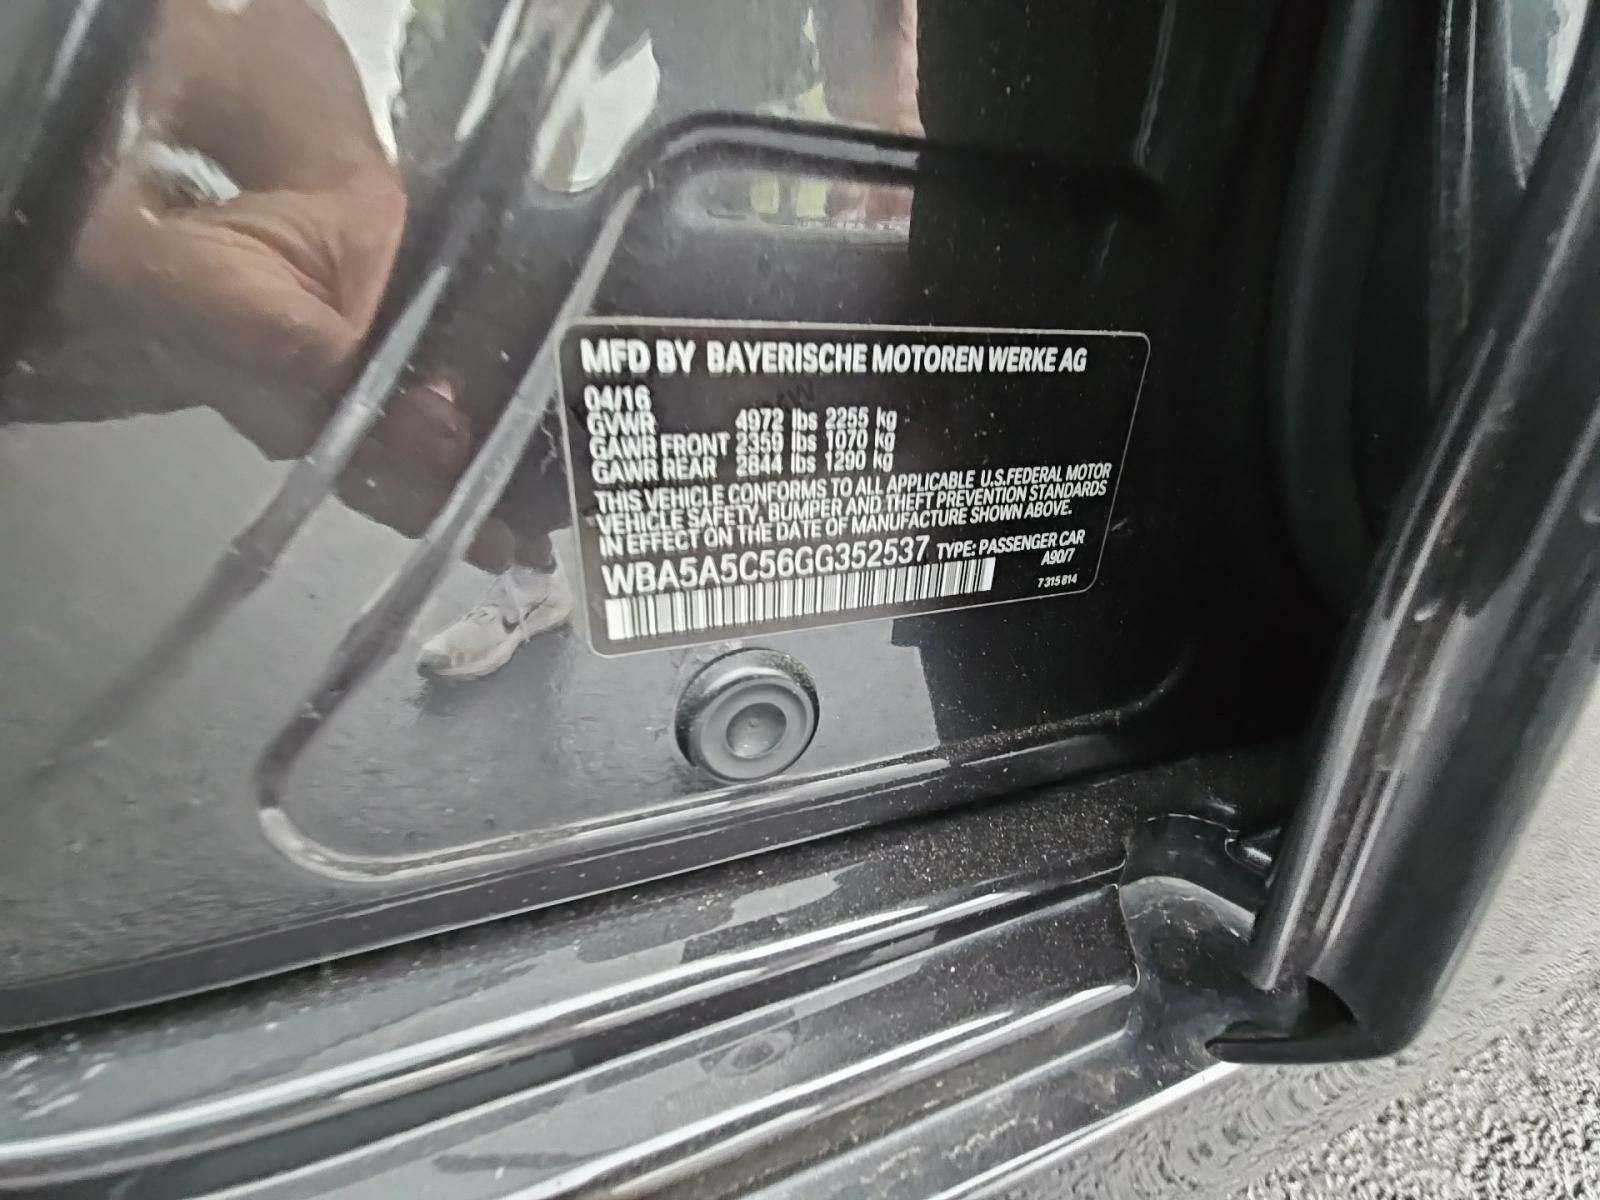 MFD BY BAYERISCHE MOTOREN WERKE AG
04/16
GVWR 4972 lbs 2255 kg
GAWR FRONT 2359 lbs 1070 kg
GAWR REAR 2844 lbs 1290 kg
THIS VEHICLE CONFORMS TO ALL APPLICABLE U.S.FEDERAL MOTOR
VEHICLE SAFETY, BUMPER AND THEFT PREVENTION STANDARDS
IN EFFECT ON THE DATE OF MANUFACTURE SHOWN ABOVE.
WBA5A5C56GG352537 TYPE: PASSENGER CAR
A90/7
7 315 814